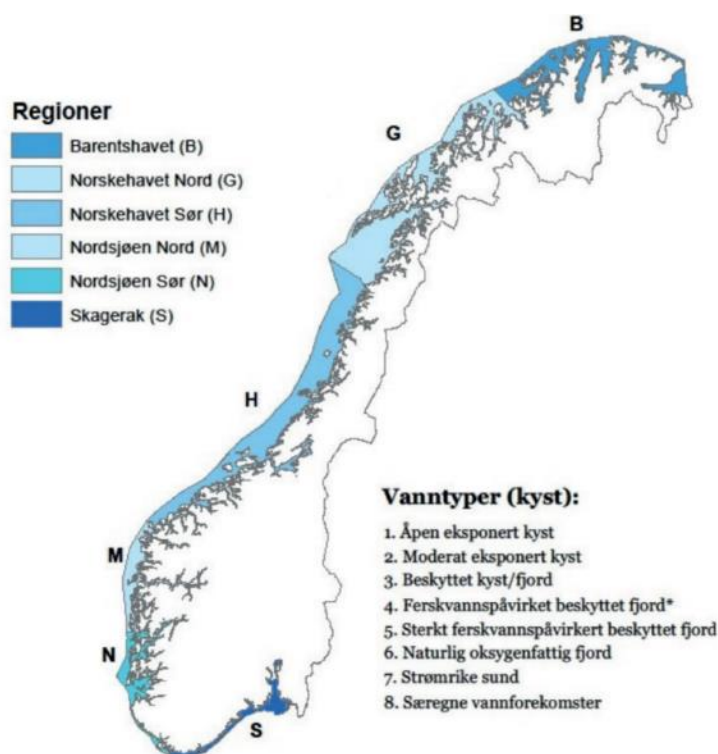 B
G
H
M
N
S
Regioner
Barentshavet (B)
Norskehavet Nord (G)
Norskehavet Sør (H)
Nordsjøen Nord (M)
Nordsjøen Sør (N)
Skagerak (S)
Vanntyper (kyst):
1. Åpen eksponert kyst
2. Moderat eksponert kyst
3. Beskyttet kyst/fjord
4. Ferskvannspåvirket beskyttet fjord*
5. Sterkt ferskvannspåvirkert beskyttet fjord
6. Naturlig oksygenfattig fjord
7. Strømrike sund
8. Særegne vannforekomster